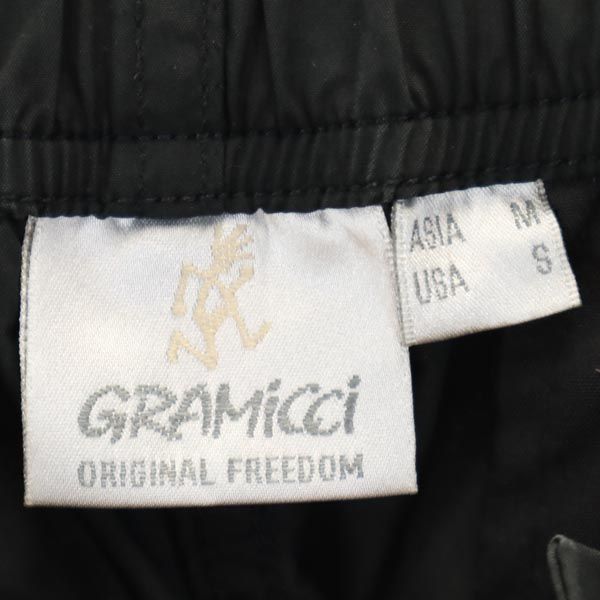 GRAMiCCi
ORIGINAL FREEDOM
ASIA M
USA S